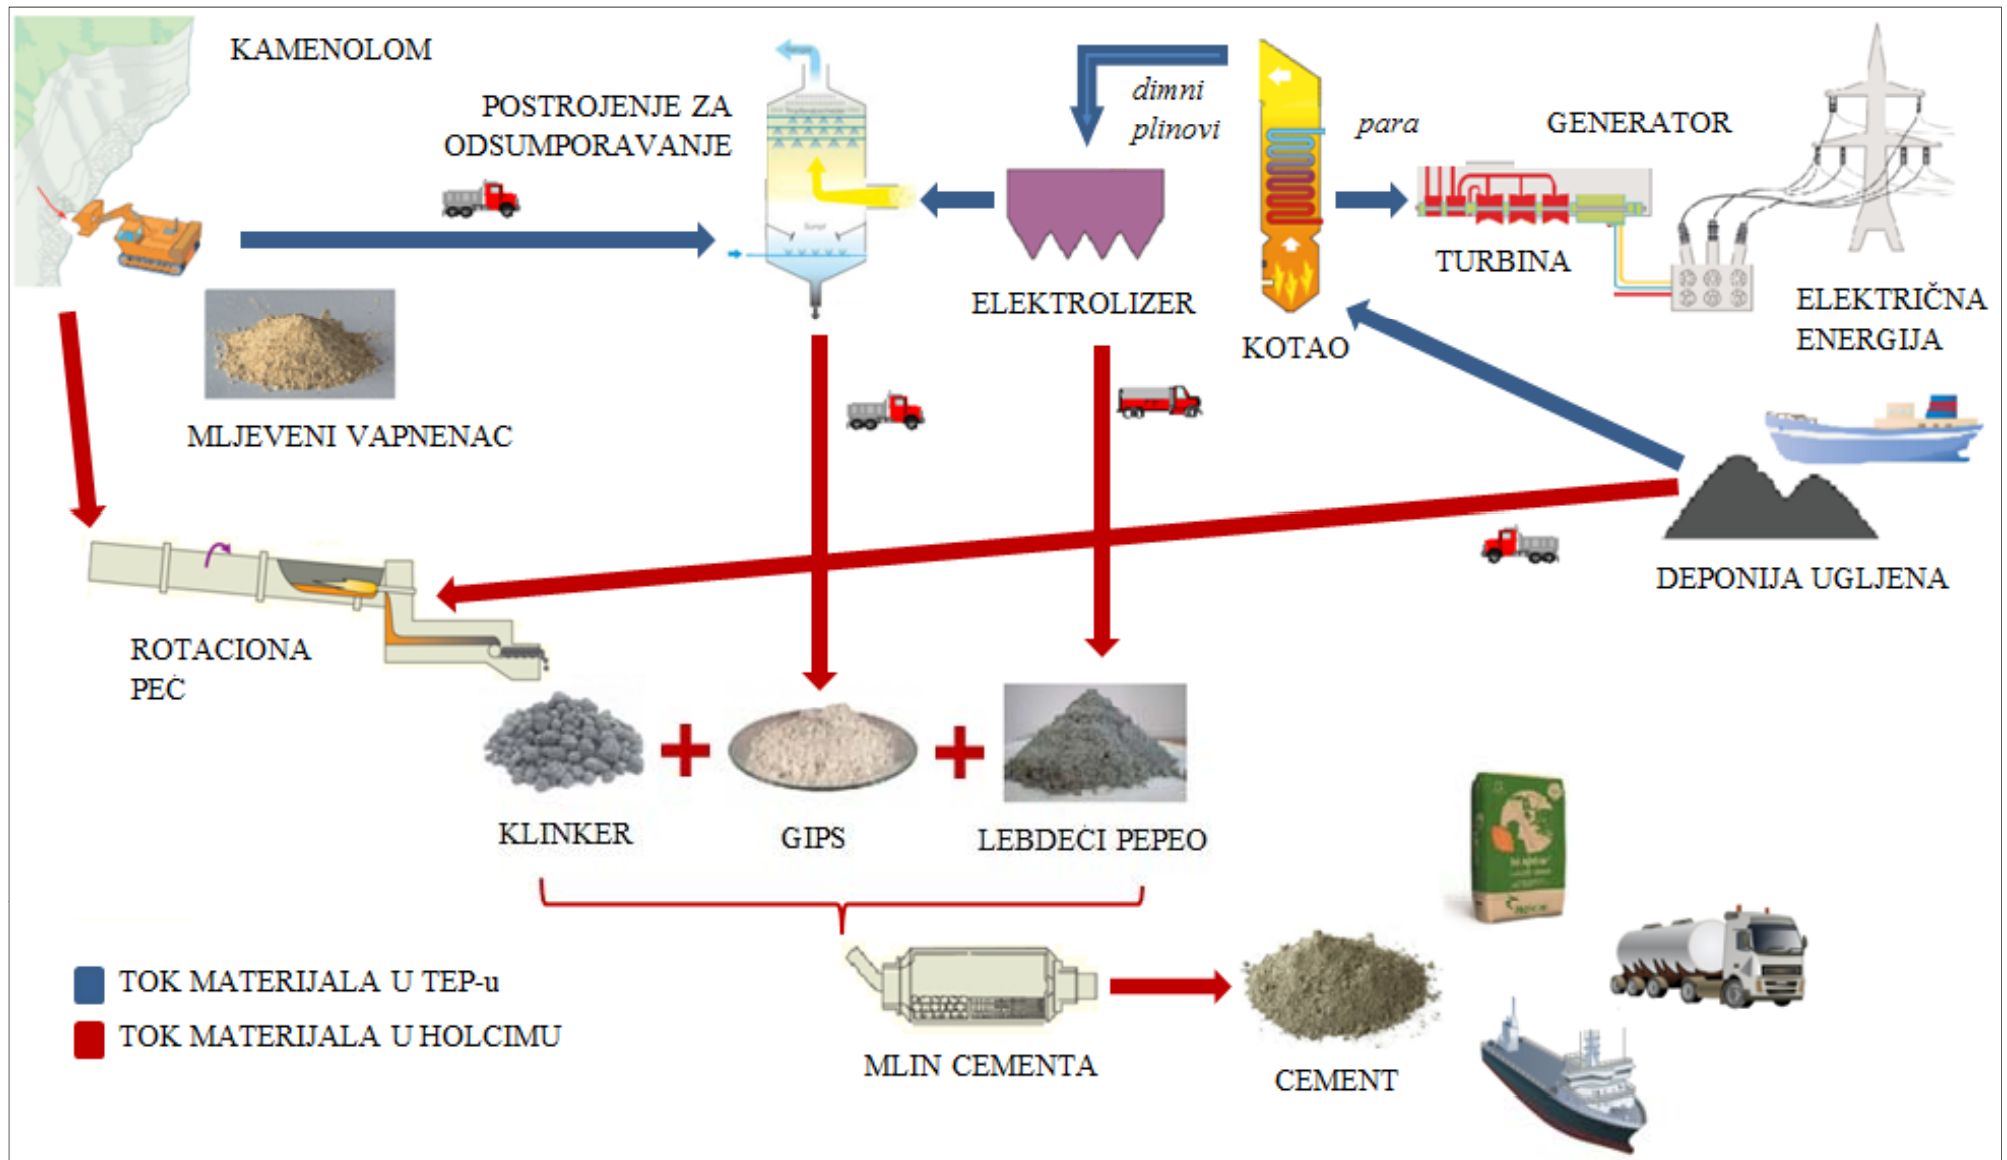 KAMENOLOM
POSTROJENJE ZA
ODSUMPORAVANJE
dimni
plinovi
para
GENERATOR
TURBINA
ELEKTROLIZER
KOTAO
ELEKTRIČNA
ENERGIJA
MLJEVENI VAPNENAC
DEPONIJA UGLJENA
ROTACIONA
PEĆ
KLINKER
GIPS
LEBDEĆI PEPEO
TOK MATERIJALA U TEP-u
TOK MATERIJALA U HOLCIMU
MLIN CEMENTA
CEMENT